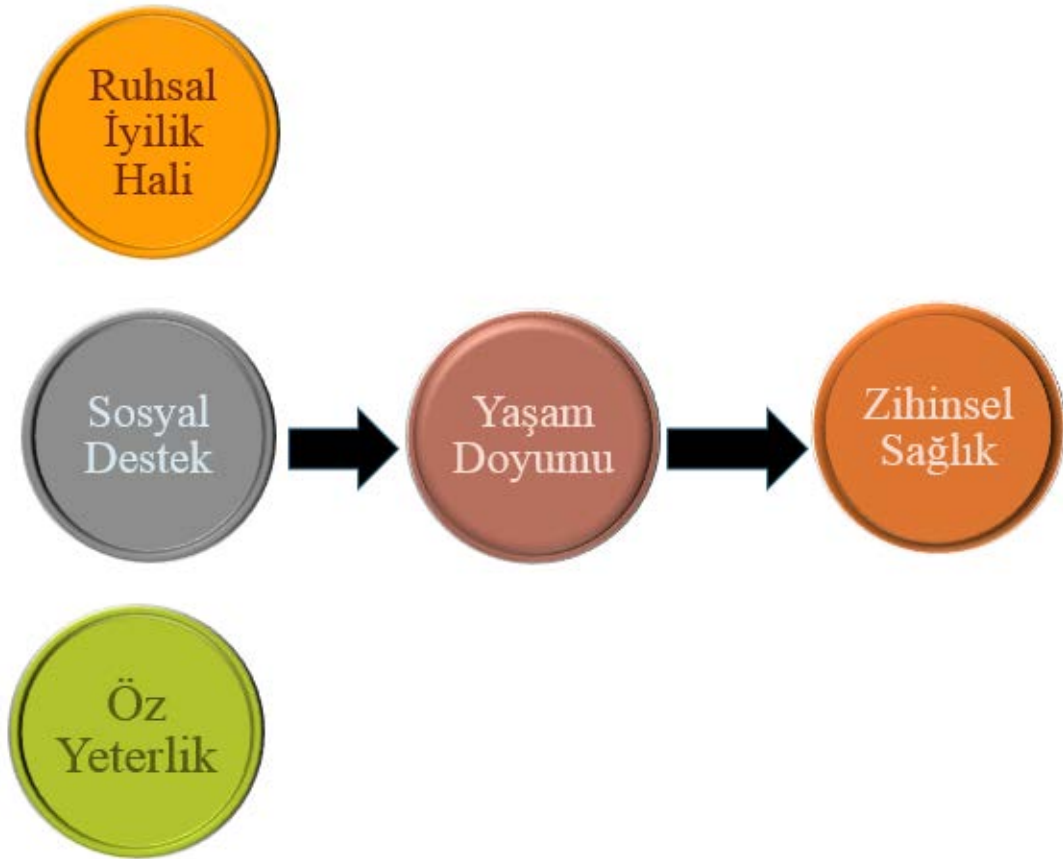 Ruhsal
İyilik
Hali
Sosyal
Destek
Yaşam
Doyumu
Zihinsel
Sağlık
Öz
Yeterlik